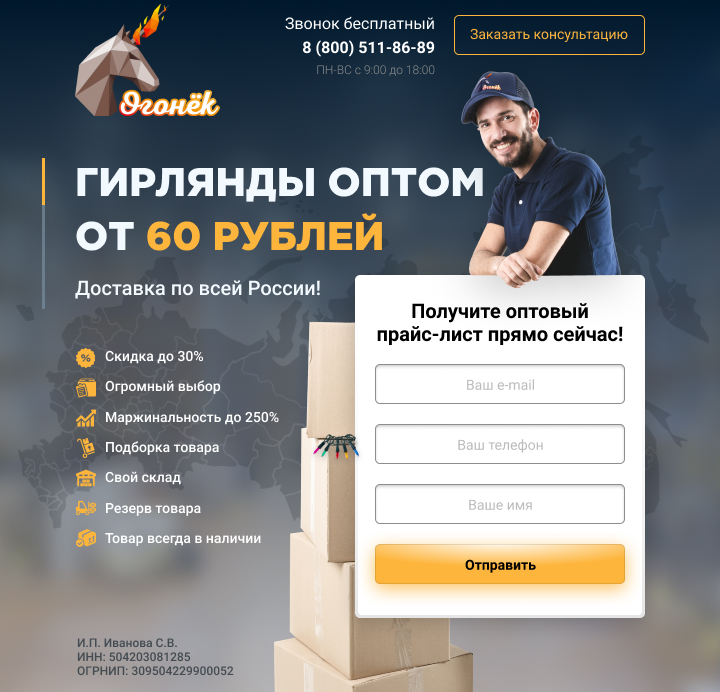 Звонок бесплатный
8 (800) 511-86-89
ПН-ВС с 9:00 до 18:00
Заказать консультацию
Огонёк
Огонёк
ГИРЛЯНДЫ ОПТОМ
ОТ 60 РУБЛЕЙ
Доставка по всей России!
% Скидка до 30%
Огромный выбор
Маржинальность до 250%
Подборка товара
Свой склад
Резерв товара
Товар всегда в наличии
Получите оптовый
прайс-лист прямо сейчас!
Ваш e-mail
Ваш телефон
Ваше имя
Отправить
И.П. Иванова С.В.
ИНН: 504203081285
ОГРНИП: 309504229900052